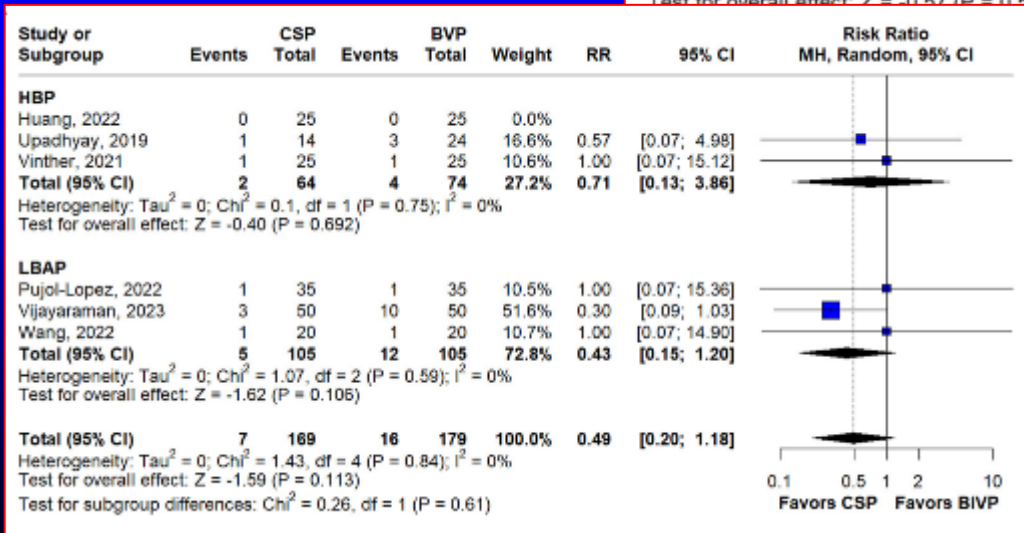 Test for overall effect: Z = -0.57 (P = 0.5
Study or CSP BVP Risk Ratio
Subgroup Events Total Events Total Weight RR 95% CI MH, Random, 95% CI
HBP
Huang, 2022 0 25 0 25 0.0%
Upadhyay, 2019 1 14 3 24 16.6% 0.57 [0.07; 4.98]
Vinther, 2021 1 25 1 25 10.6% 1.00 [0.07; 15.12]
Total (95% CI) 2 64 4 74 27.2% 0.71 [0.13; 3.86]
Heterogeneity: Tau² = 0; Chi² = 0.1, df = 1 (P = 0.75); I² = 0%
Test for overall effect: Z = -0.40 (P = 0.692)
LBAP
Pujol-Lopez, 2022 1 35 1 35 10.5% 1.00 [0.07; 15.36]
Vijayaraman, 2023 3 50 10 50 51.6% 0.30 [0.09; 1.03]
Wang, 2022 1 20 1 20 10.7% 1.00 [0.07; 14.90]
Total (95% CI) 5 105 12 105 72.8% 0.43 [0.15; 1.20]
Heterogeneity: Tau² = 0; Chi² = 1.07, df = 2 (P = 0.59); I² = 0%
Test for overall effect: Z = -1.62 (P = 0.106)
Total (95% CI) 7 169 16 179 100.0% 0.49 [0.20; 1.18]
Heterogeneity: Tau² = 0; Chi² = 1.43, df = 4 (P = 0.84); I² = 0%
Test for overall effect: Z = -1.59 (P = 0.113)
Test for subgroup differences: Chi² = 0.26, df = 1 (P = 0.61)
0.1 0.5 1 2 10
Favors CSP Favors BIVP